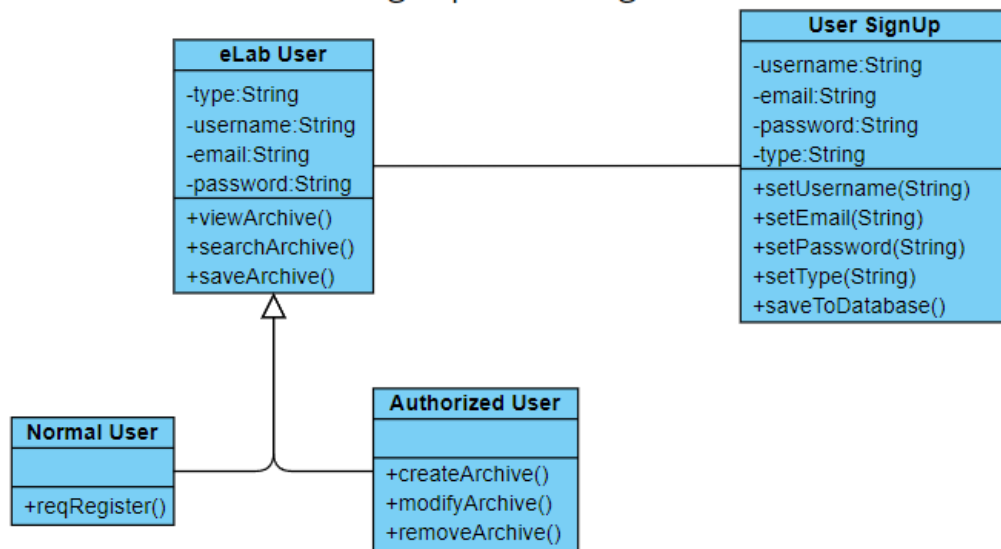 eLab User
-type:String
-username:String
-email:String
-password:String
+viewArchive()
+searchArchive()
+saveArchive()
User SignUp
-username:String
-email:String
-password:String
-type:String
+setUsername(String)
+setEmail(String)
+setPassword(String)
+setType(String)
+saveToDatabase()
Normal User
+reqRegister()
Authorized User
+createArchive()
+modifyArchive()
+removeArchive()